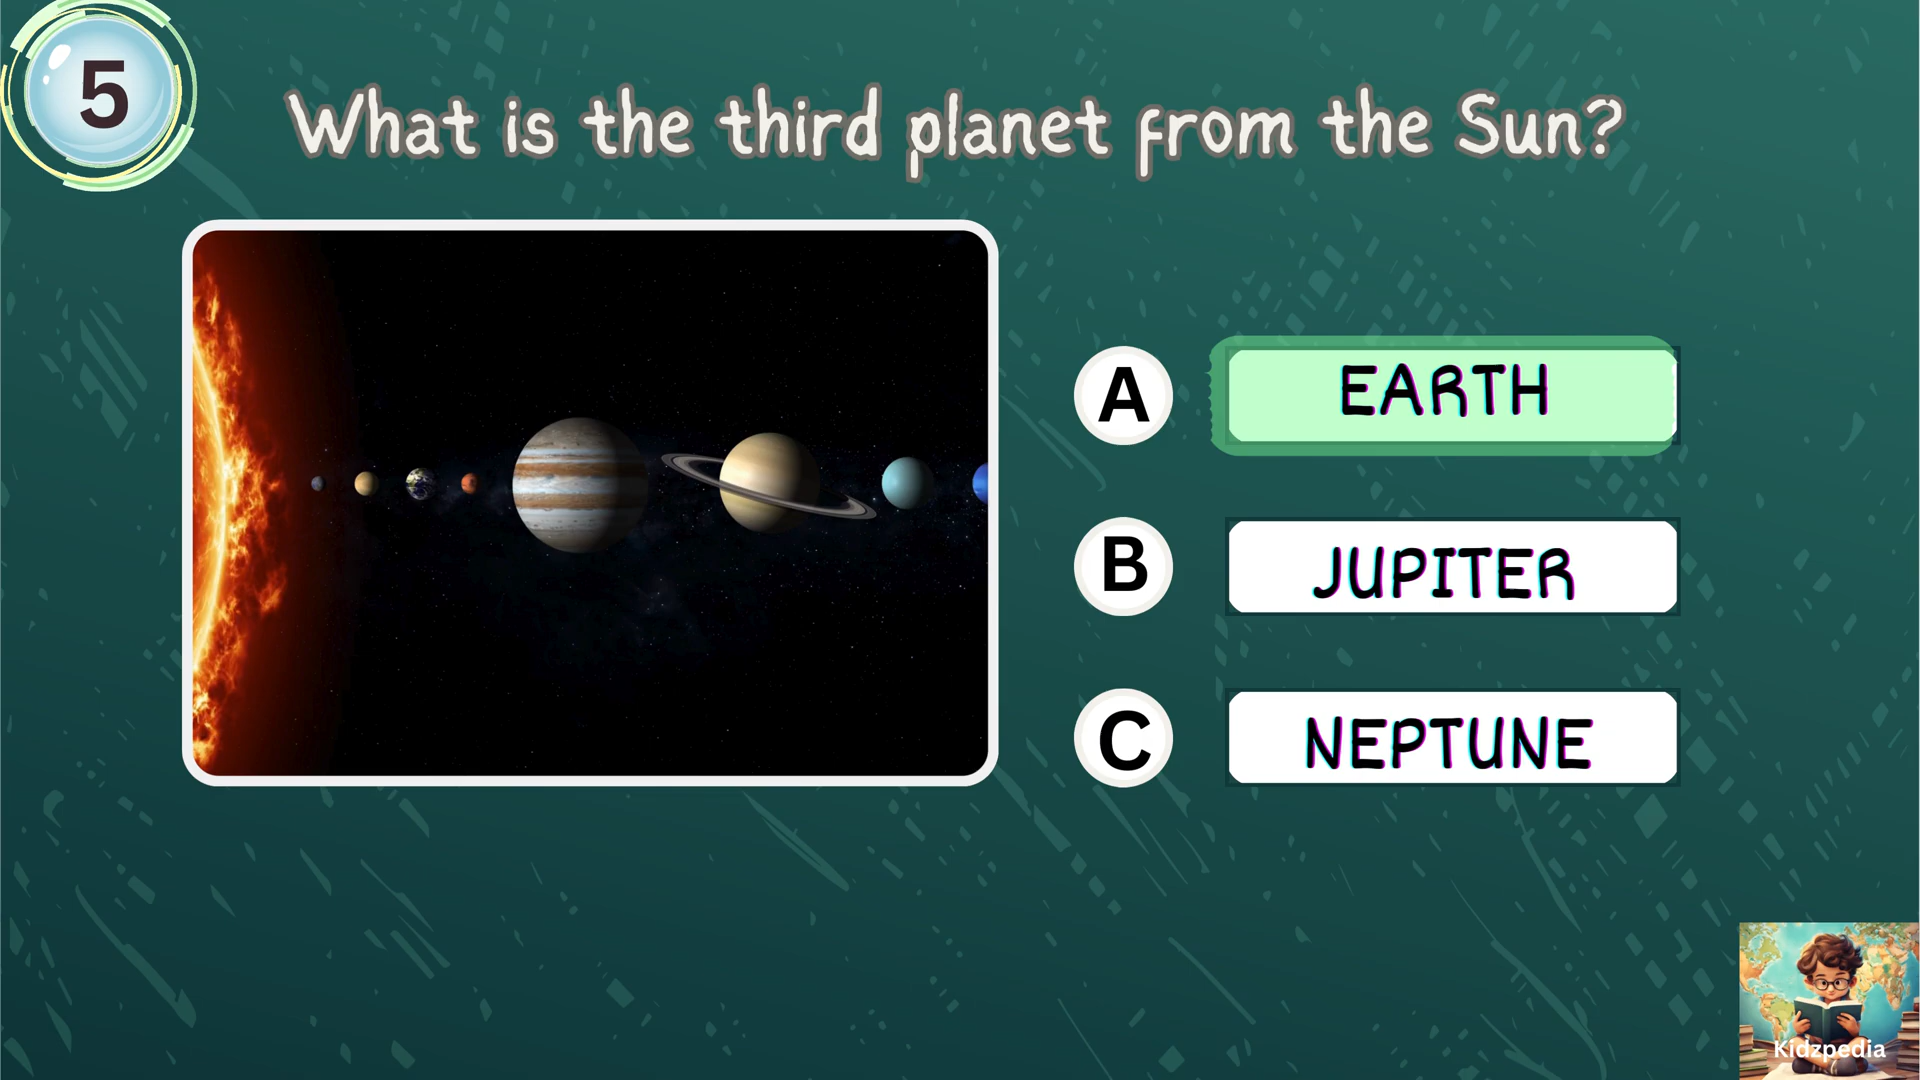 5
What is the third planet from the Sun?
A
EARTH
B
JUPITER
C
NEPTUNE
Kidzpedia